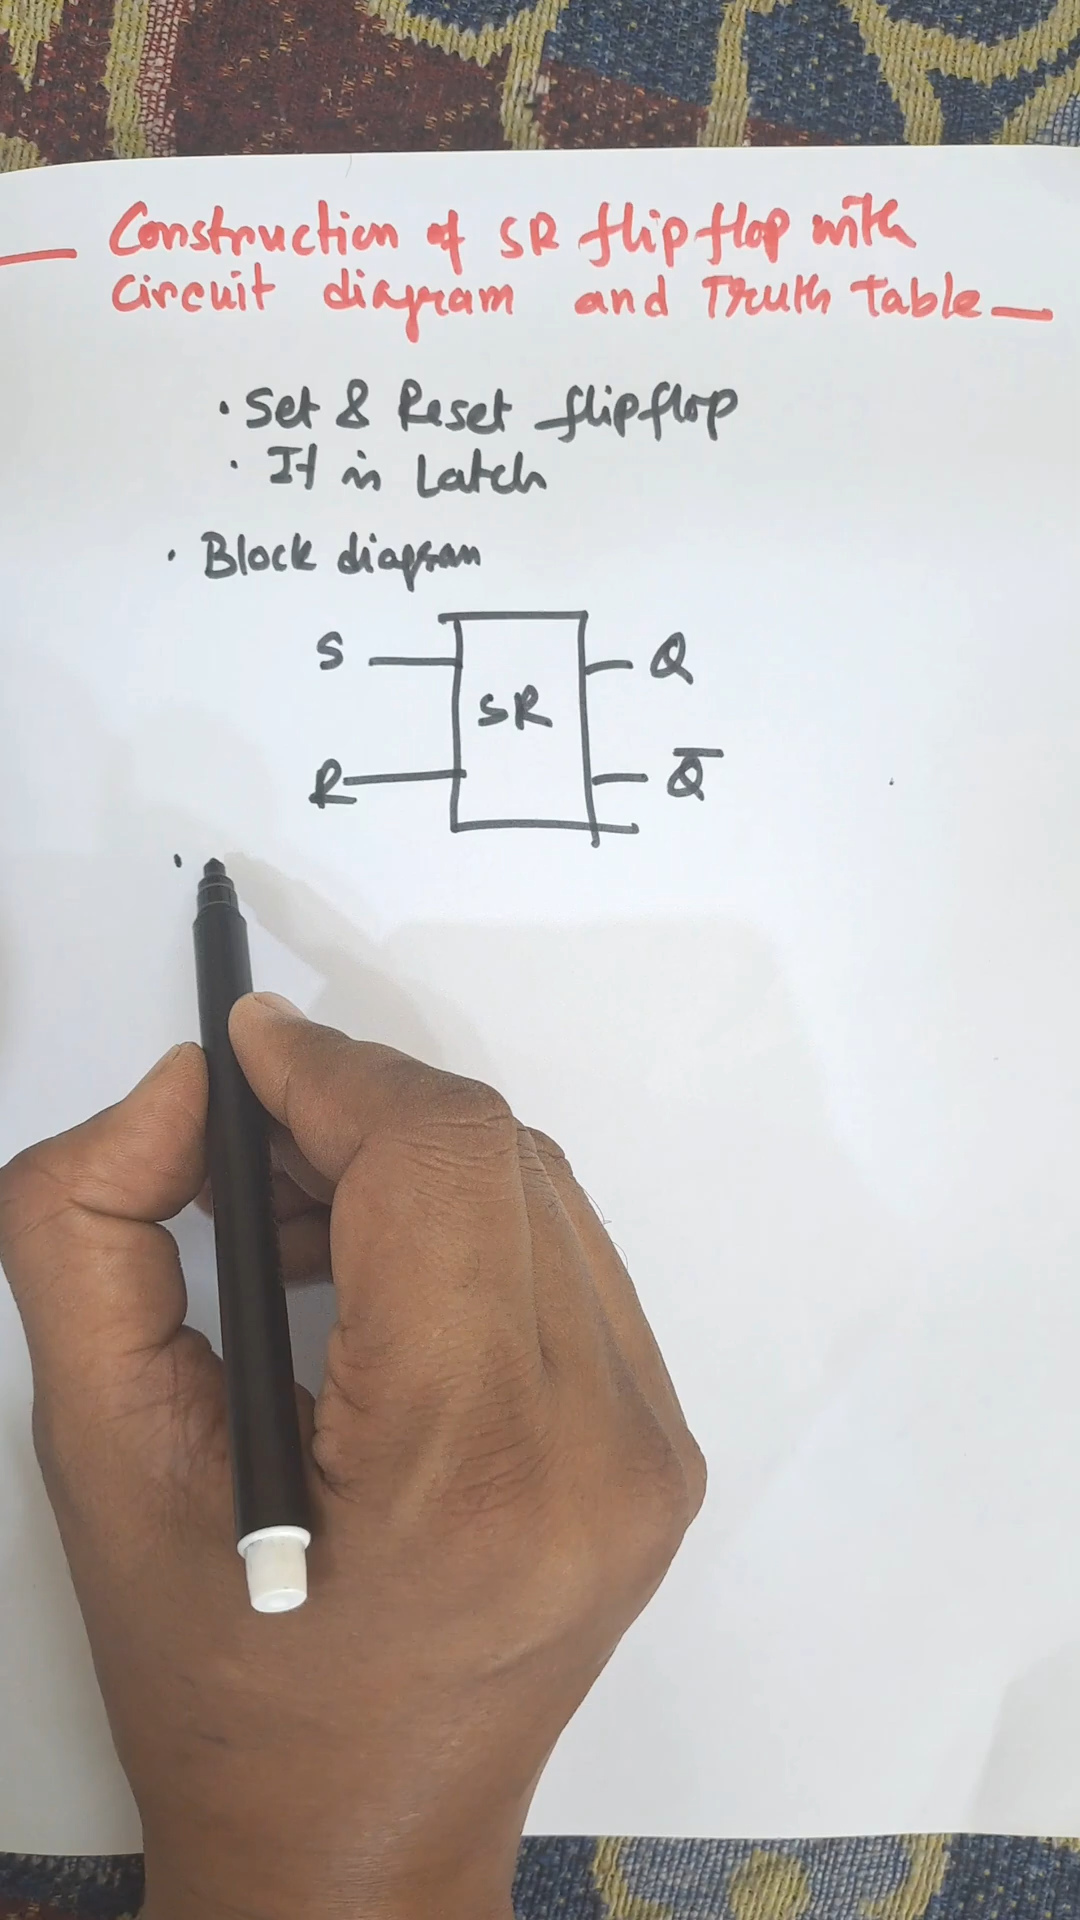 Construction of SR flipflop with
circuit diagram and Truth table
• Set & Reset flipflop
• It is Latch
• Block diagram
S Q
SR
R Q̅
•